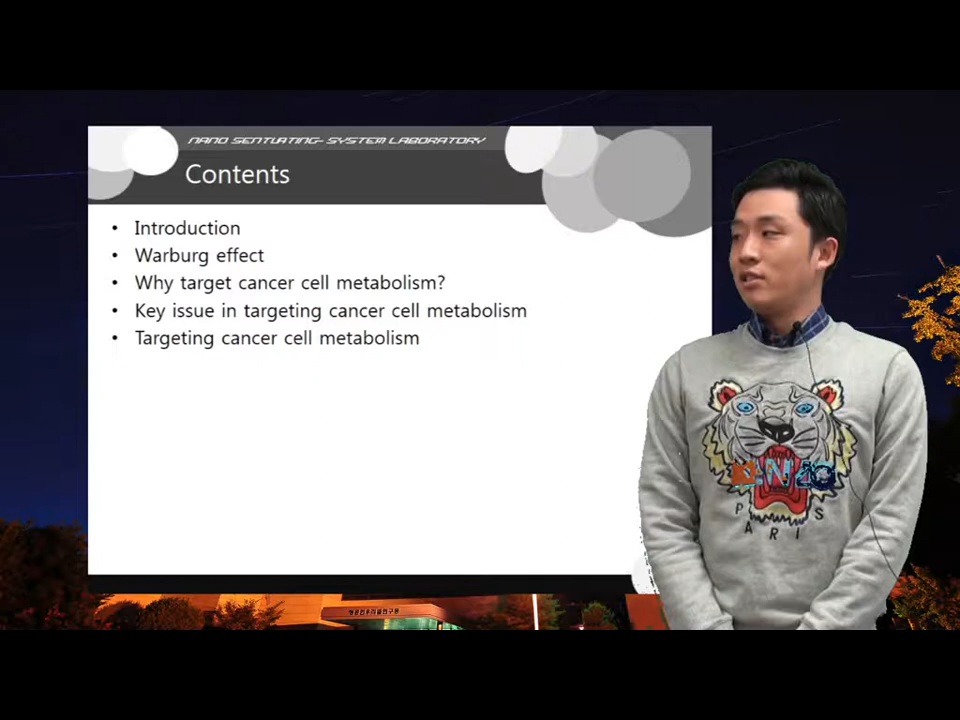 NANO SENTUATING- SYSTEM LABORATORY
Contents
• Introduction
• Warburg effect
• Why target cancer cell metabolism?
• Key issue in targeting cancer cell metabolism
• Targeting cancer cell metabolism
KENZO
PARIS